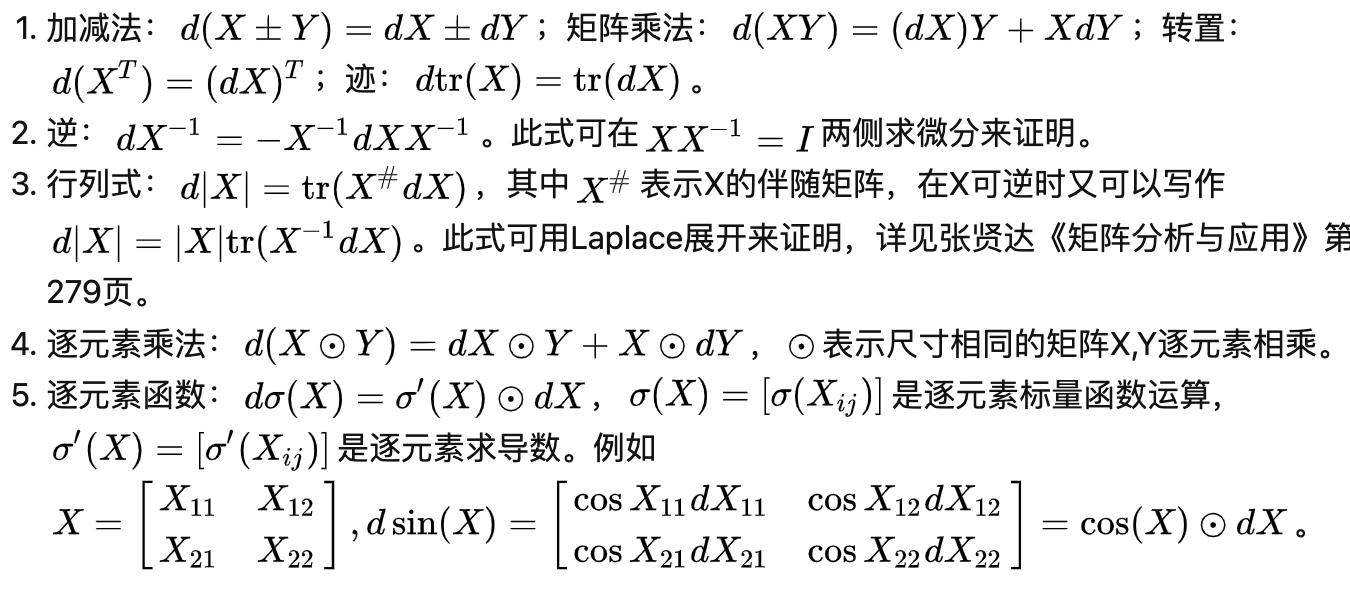 1. 加减法： $d(X \pm Y) = dX \pm dY$ ；矩阵乘法： $d(XY) = (dX)Y + XdY$ ；转置：
$d(X^T) = (dX)^T$ ；迹： $d\mathrm{tr}(X) = \mathrm{tr}(dX)$ 。
2. 逆： $dX^{-1} = -X^{-1}dXX^{-1}$ 。此式可在 $XX^{-1} = I$ 两侧求微分来证明。
3. 行列式： $d|X| = \mathrm{tr}(X^{\#}dX)$ ，其中 $X^{\#}$ 表示X的伴随矩阵，在X可逆时又可以写作
$d|X| = |X|\mathrm{tr}(X^{-1}dX)$ 。此式可用Laplace展开来证明，详见张贤达《矩阵分析与应用》第
279页。
4. 逐元素乘法： $d(X \odot Y) = dX \odot Y + X \odot dY$ ， $\odot$ 表示尺寸相同的矩阵X,Y逐元素相乘。
5. 逐元素函数： $d\sigma(X) = \sigma'(X) \odot dX$ ， $\sigma(X) = [\sigma(X_{ij})]$ 是逐元素标量函数运算，
$\sigma'(X) = [\sigma'(X_{ij})]$ 是逐元素求导数。例如
$X = \begin{bmatrix} X_{11} & X_{12} \\ X_{21} & X_{22} \end{bmatrix}, d\sin(X) = \begin{bmatrix} \cos X_{11}dX_{11} & \cos X_{12}dX_{12} \\ \cos X_{21}dX_{21} & \cos X_{22}dX_{22} \end{bmatrix} = \cos(X) \odot dX$ 。